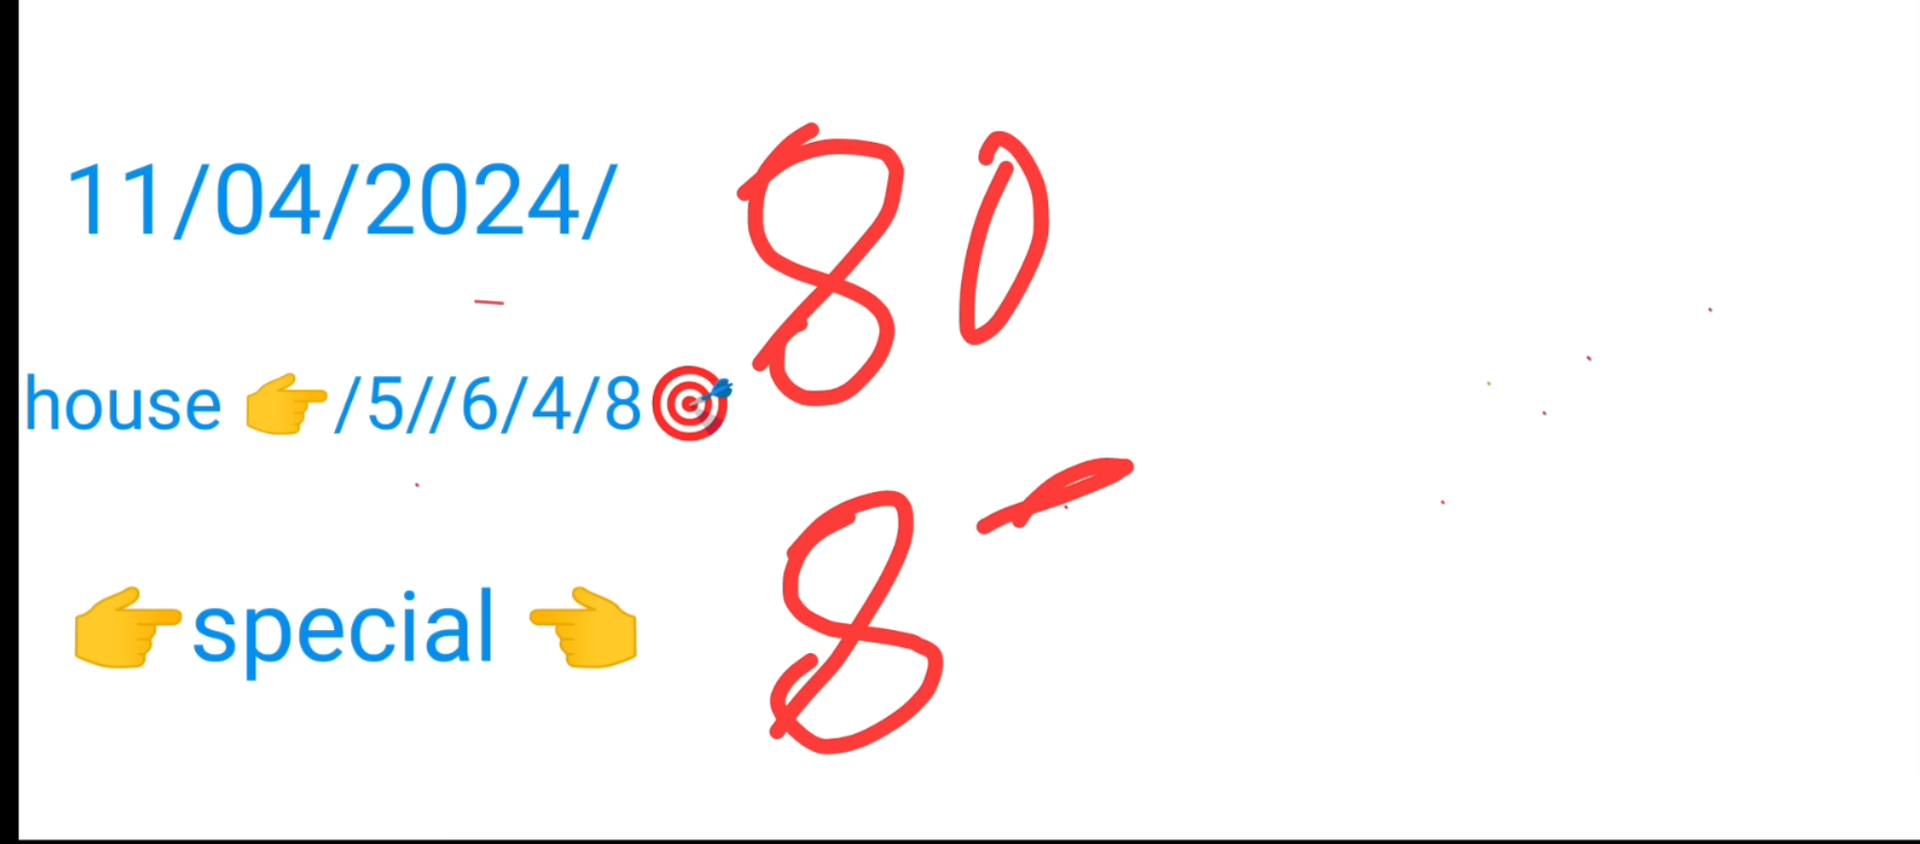 11/04/2024/ 80
house 👉/5//6/4/8🎯
👉special 👈 8